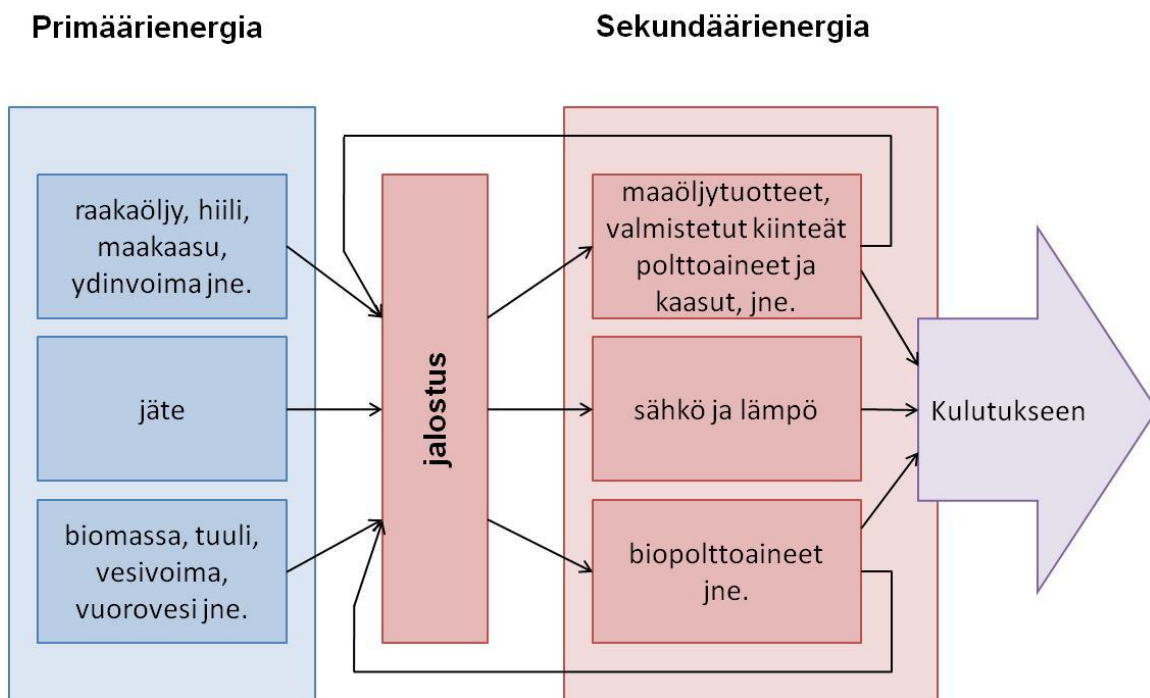 Primäärienergia
Sekundäärienergia
raakaöljy, hiili,
maakaasu,
ydinvoima jne.
jäte
biomassa, tuuli,
vesivoima,
vuorovesi jne.
jalostus
maaöljytuotteet,
valmistetut kiinteät
polttoaineet ja
kaasut, jne.
sähkö ja lämpö
biopolttoaineet
jne.
Kulutukseen